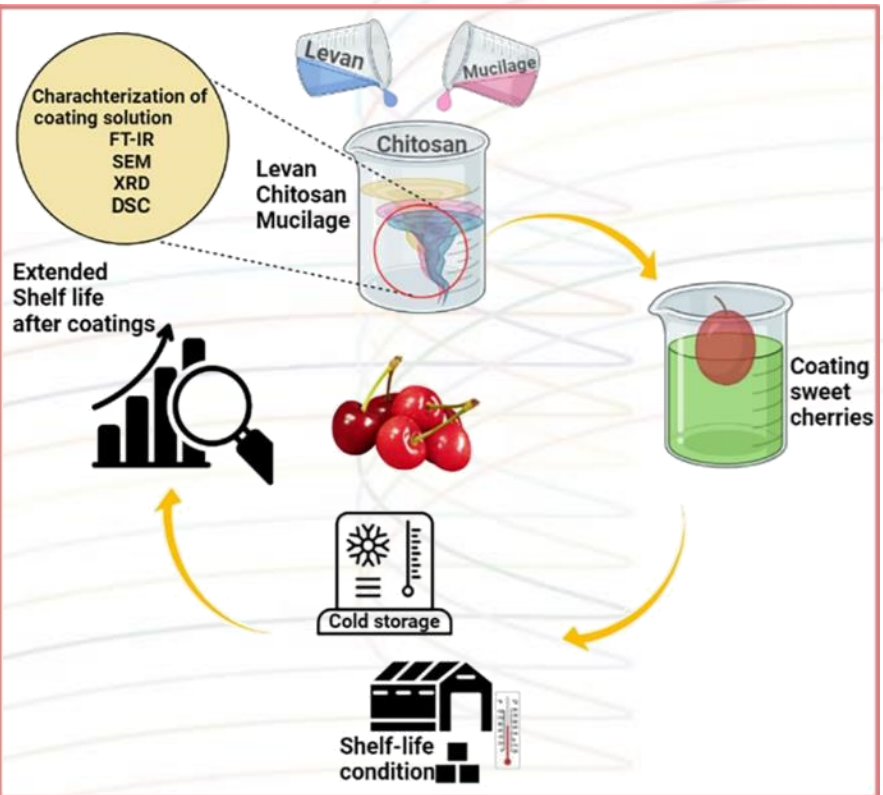 Levan
Mucilage
Charachterization of
coating solution
FT-IR
SEM
XRD
DSC
Chitosan
Levan
Chitosan
Mucilage
Extended
Shelf life
after coatings
Coating
sweet
cherries
Cold storage
Shelf-life
condition